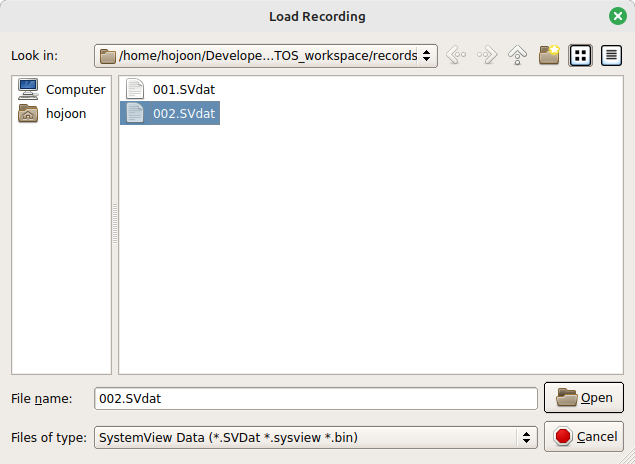 Load Recording
Look in: /home/hojoon/Develope...TOS_workspace/records
Computer
hojoon
001.SVdat
002.SVdat
File name: 002.SVdat Open
Files of type: SystemView Data (*.SVDat *.sysview *.bin) Cancel